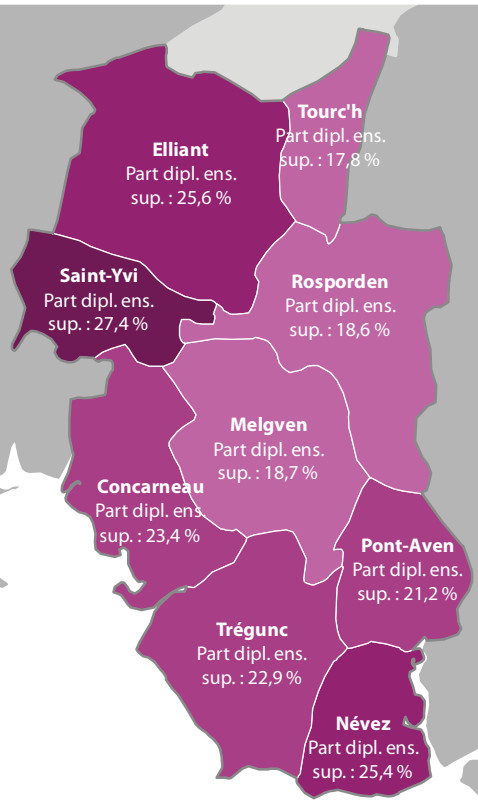 Tourc'h
Part dipl. ens.
sup. : 17,8 %
Elliant
Part dipl. ens.
sup. : 25,6 %
Saint-Yvi
Part dipl. ens.
sup. : 27,4 %
Rosporden
Part dipl. ens.
sup. : 18,6 %
Melgven
Part dipl. ens.
sup. : 18,7 %
Concarneau
Part dipl. ens.
sup. : 23,4 %
Pont-Aven
Part dipl. ens.
sup. : 21,2 %
Trégunc
Part dipl. ens.
sup. : 22,9 %
Névez
Part dipl. ens.
sup. : 25,4 %